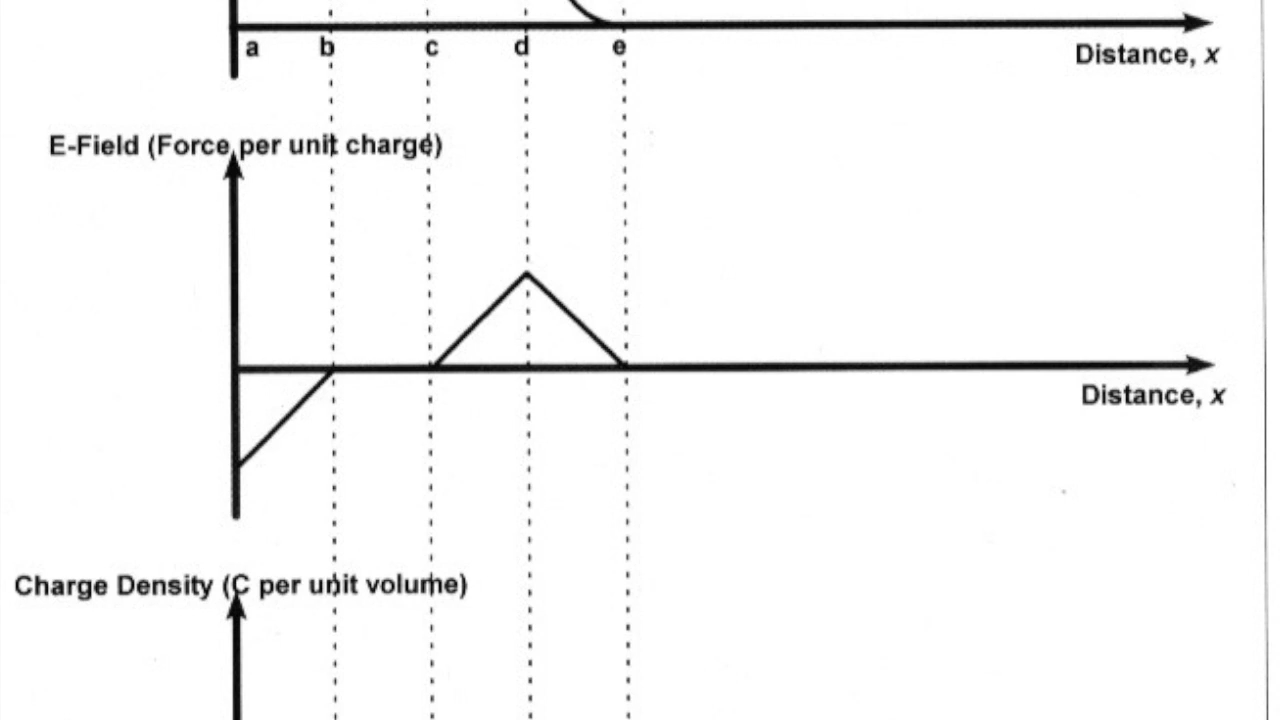 a b c d e
Distance, x
E-Field (Force per unit charge)
Distance, x
Charge Density (C per unit volume)